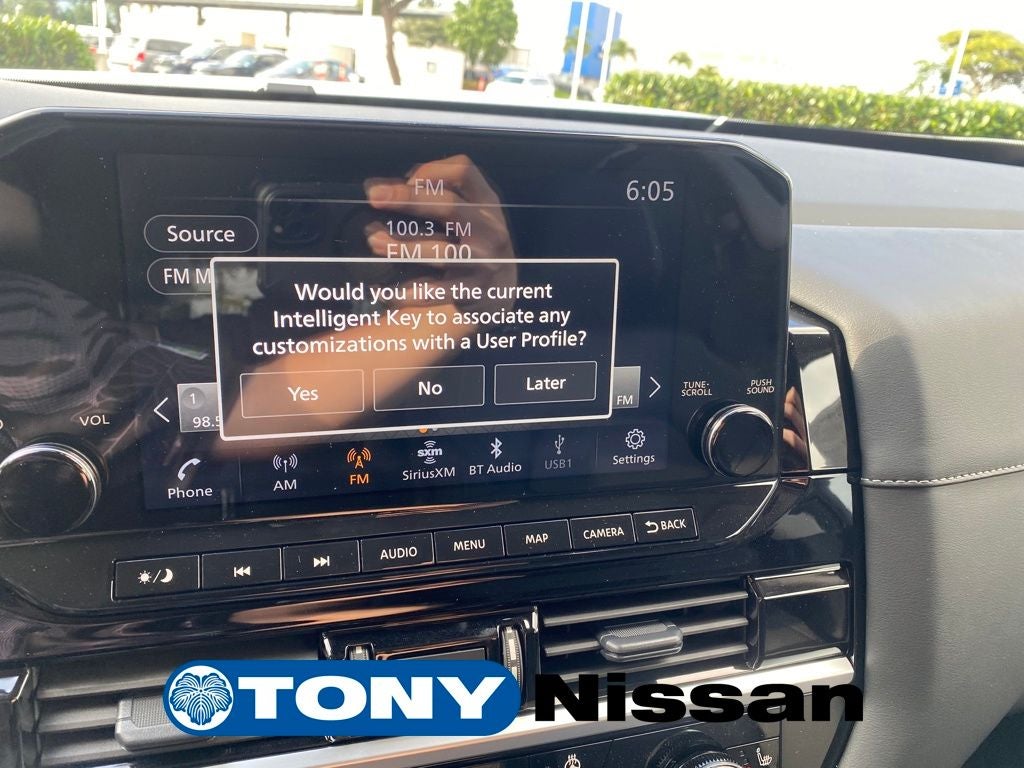 FM
6:05
Source
100.3 FM
FM 100
FM M
Would you like the current
Intelligent Key to associate any
customizations with a User Profile?
Yes
No
Later
1
98.5
FM
VOL
TUNE·
SCROLL
PUSH
SOUND
Phone
AM
FM
sxm
SiriusXM
BT Audio
USB1
Settings
AUDIO
MENU
MAP
CAMERA
BACK
TONY Nissan